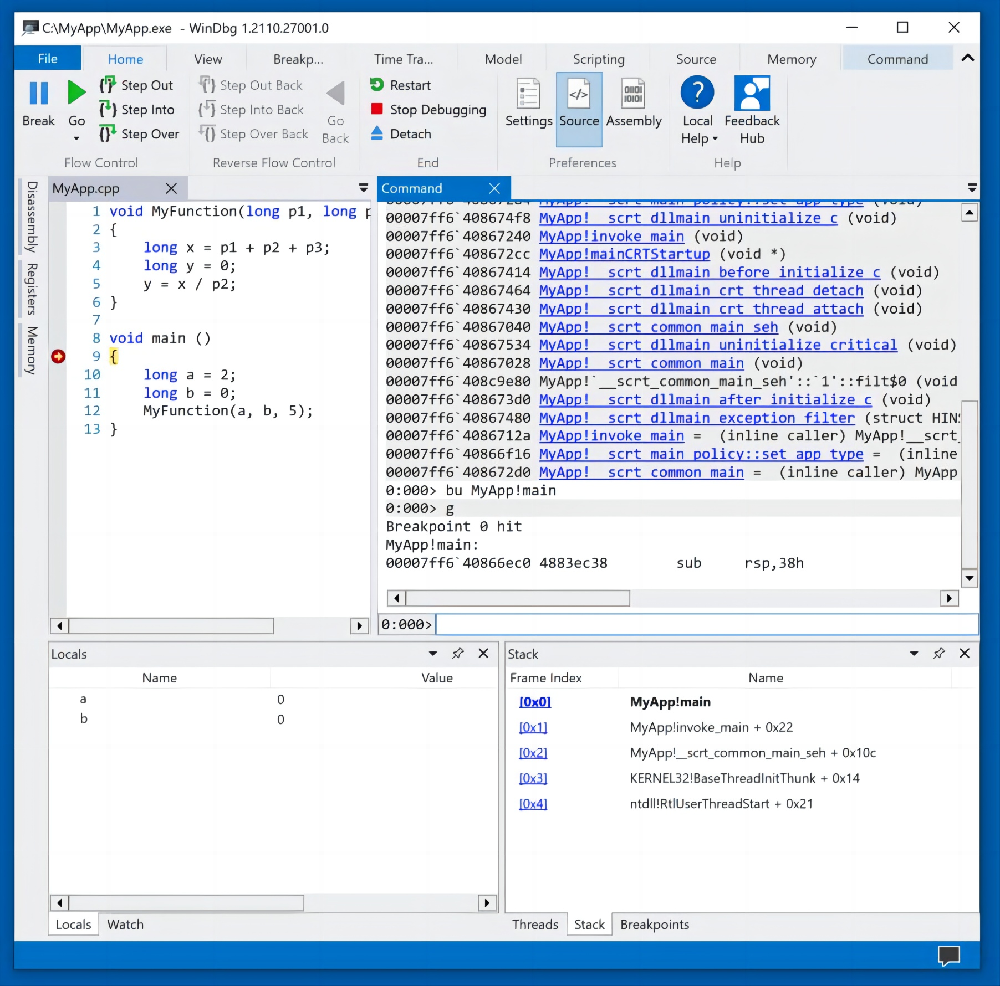 C:\MyApp\MyApp.exe - WinDbg 1.2110.27001.0
File Home View Breakp... Time Tra... Model Scripting Source Memory Command
Break
Go
Step Out
Step Into
Step Over
Flow Control
Step Out Back
Step Into Back
Step Over Back
Go Back
Reverse Flow Control
Restart
Stop Debugging
Detach
End
Settings
Source
Assembly
Preferences
Local Help
Feedback Hub
Help
Disassembly
Registers
Memory
MyApp.cpp
1 void MyFunction(long p1, long p
2 {
3 long x = p1 + p2 + p3;
4 long y = 0;
5 y = x / p2;
6 }
7
8 void main ()
9 {
10 long a = 2;
11 long b = 0;
12 MyFunction(a, b, 5);
13 }
Command
00007ff6`408674f8 MyApp!__scrt_dllmain_uninitialize_c (void)
00007ff6`40867240 MyApp!invoke_main (void)
00007ff6`408672cc MyApp!mainCRTStartup (void *)
00007ff6`40867414 MyApp!__scrt_dllmain_before_initialize_c (void)
00007ff6`40867464 MyApp!__scrt_dllmain_crt_thread_detach (void)
00007ff6`40867430 MyApp!__scrt_dllmain_crt_thread_attach (void)
00007ff6`40867040 MyApp!__scrt_common_main_seh (void)
00007ff6`40867534 MyApp!__scrt_dllmain_uninitialize_critical (void)
00007ff6`40867028 MyApp!__scrt_common_main (void)
00007ff6`408c9e80 MyApp!`__scrt_common_main_seh'::`1'::filt$0 (void
00007ff6`408673d0 MyApp!__scrt_dllmain_after_initialize_c (void)
00007ff6`40867480 MyApp!__scrt_dllmain_exception_filter (struct HINS
00007ff6`4086712a MyApp!invoke_main = (inline caller) MyApp!__scrt_
00007ff6`40866f16 MyApp!__scrt_main_policy::set_app_type = (inline
00007ff6`408672d0 MyApp!__scrt_common_main = (inline caller) MyApp
0:000> bu MyApp!main
0:000> g
Breakpoint 0 hit
MyApp!main:
00007ff6`40866ec0 4883ec38 sub rsp,38h
0:000>
Locals
Name Value
a 0
b 0
Locals Watch
Stack
Frame Index Name
[0x0] MyApp!main
[0x1] MyApp!invoke_main + 0x22
[0x2] MyApp!__scrt_common_main_seh + 0x10c
[0x3] KERNEL32!BaseThreadInitThunk + 0x14
[0x4] ntdll!RtlUserThreadStart + 0x21
Threads Stack Breakpoints